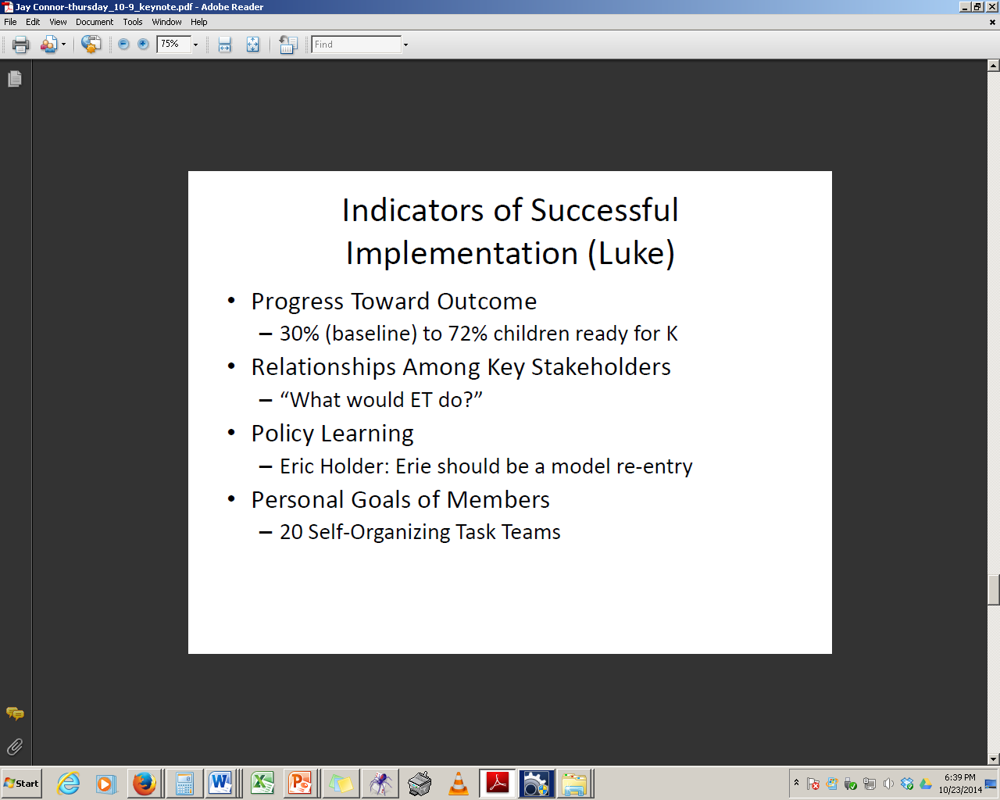 Jay Connor-thursday_10-9_keynote.pdf - Adobe Reader
File Edit View Document Tools Window Help
75% Find
Indicators of Successful
Implementation (Luke)
• Progress Toward Outcome
– 30% (baseline) to 72% children ready for K
• Relationships Among Key Stakeholders
– “What would ET do?”
• Policy Learning
– Eric Holder: Erie should be a model re-entry
• Personal Goals of Members
– 20 Self-Organizing Task Teams
Start
6:39 PM
10/23/2014